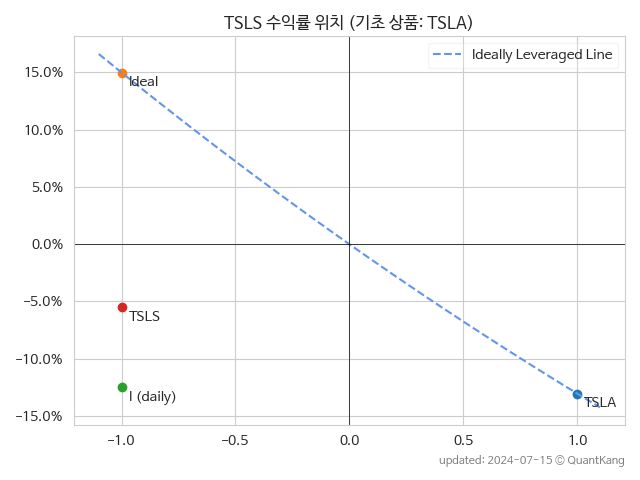 TSLS 수익률 위치 (기초 상품: TSLA)
Ideally Leveraged Line
15.0%
Ideal
10.0%
5.0%
0.0%
−5.0%
TSLS
−10.0%
I (daily)
TSLA
−15.0%
−1.0 −0.5 0.0 0.5 1.0
updated: 2024-07-15 © QuantKang